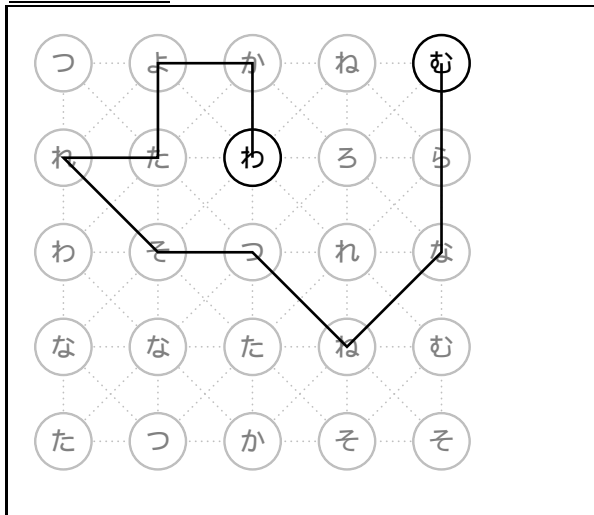 つ よ か ね む
れ た わ ろ ら
わ そ つ れ な
な な た ね む
た つ か そ そ